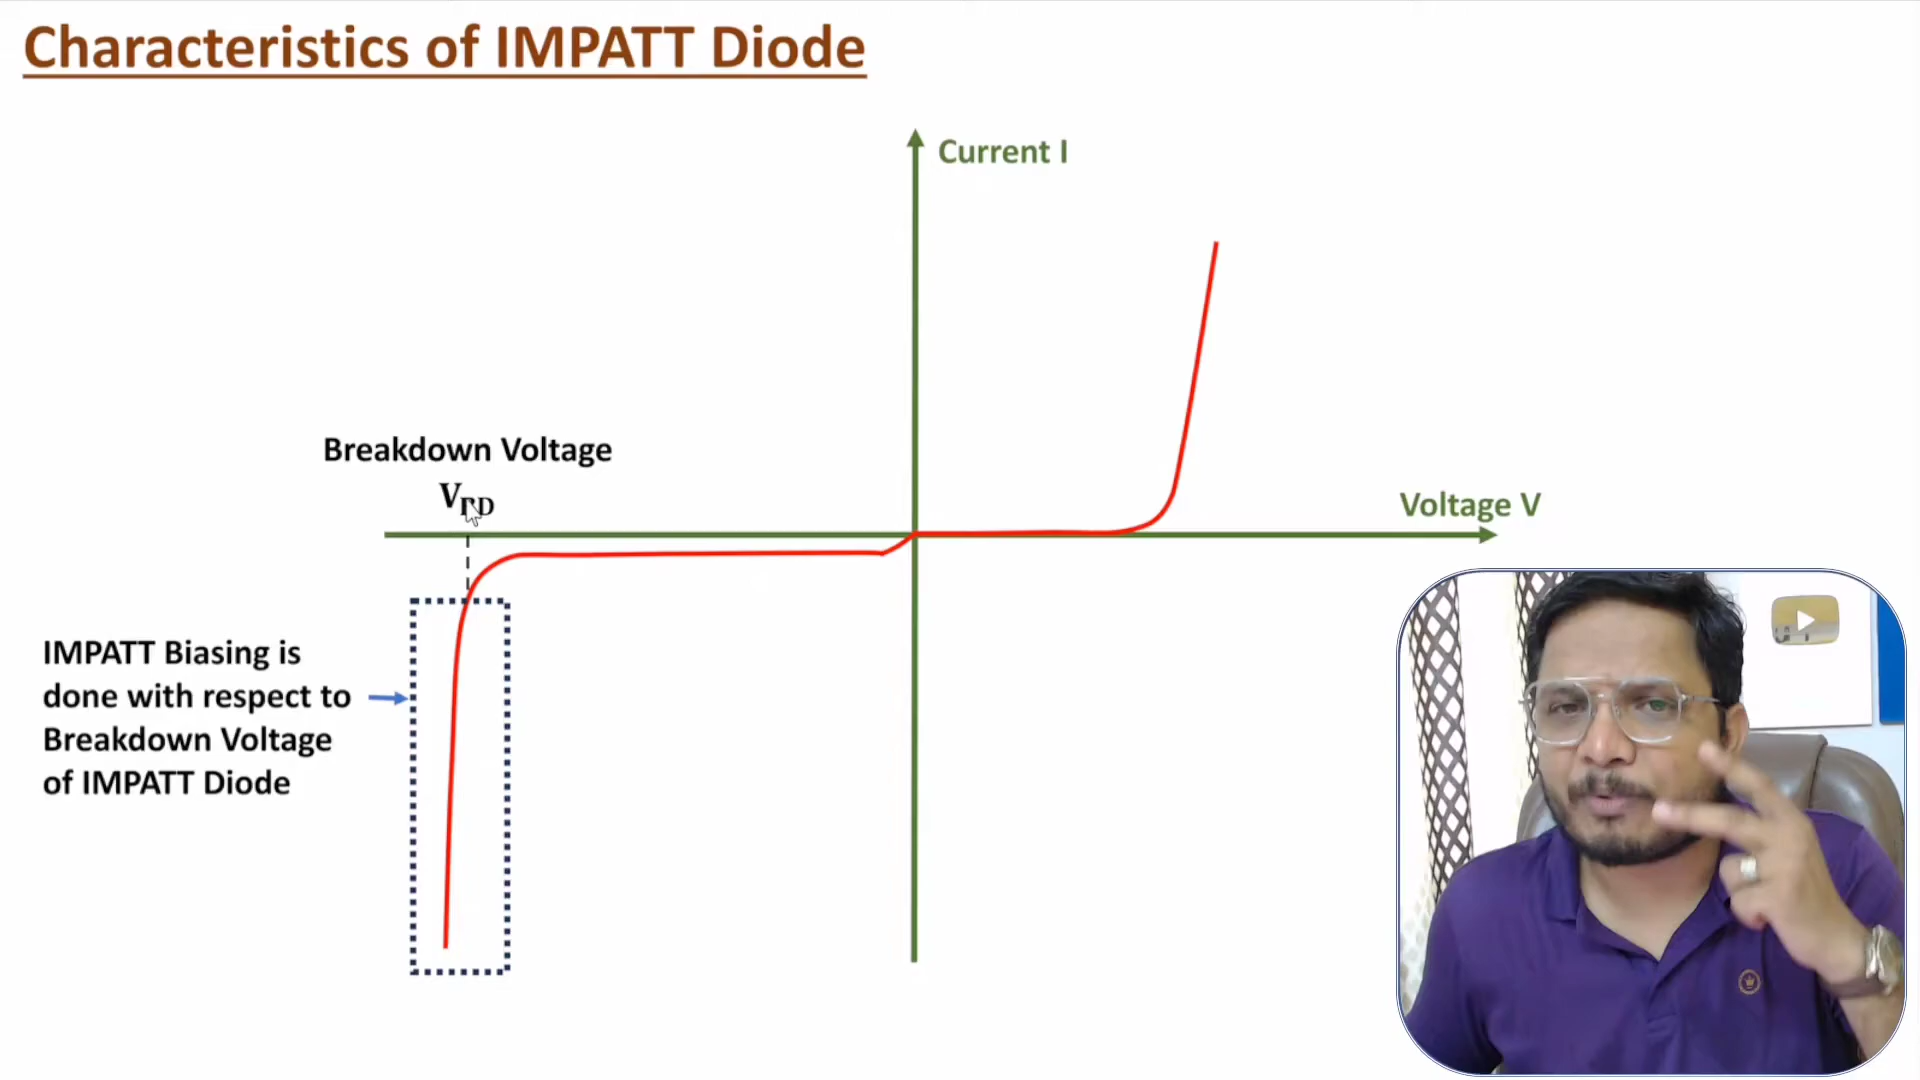 Characteristics of IMPATT Diode
Current I
Breakdown Voltage
Voltage V
IMPATT Biasing is
done with respect to
Breakdown Voltage
of IMPATT Diode